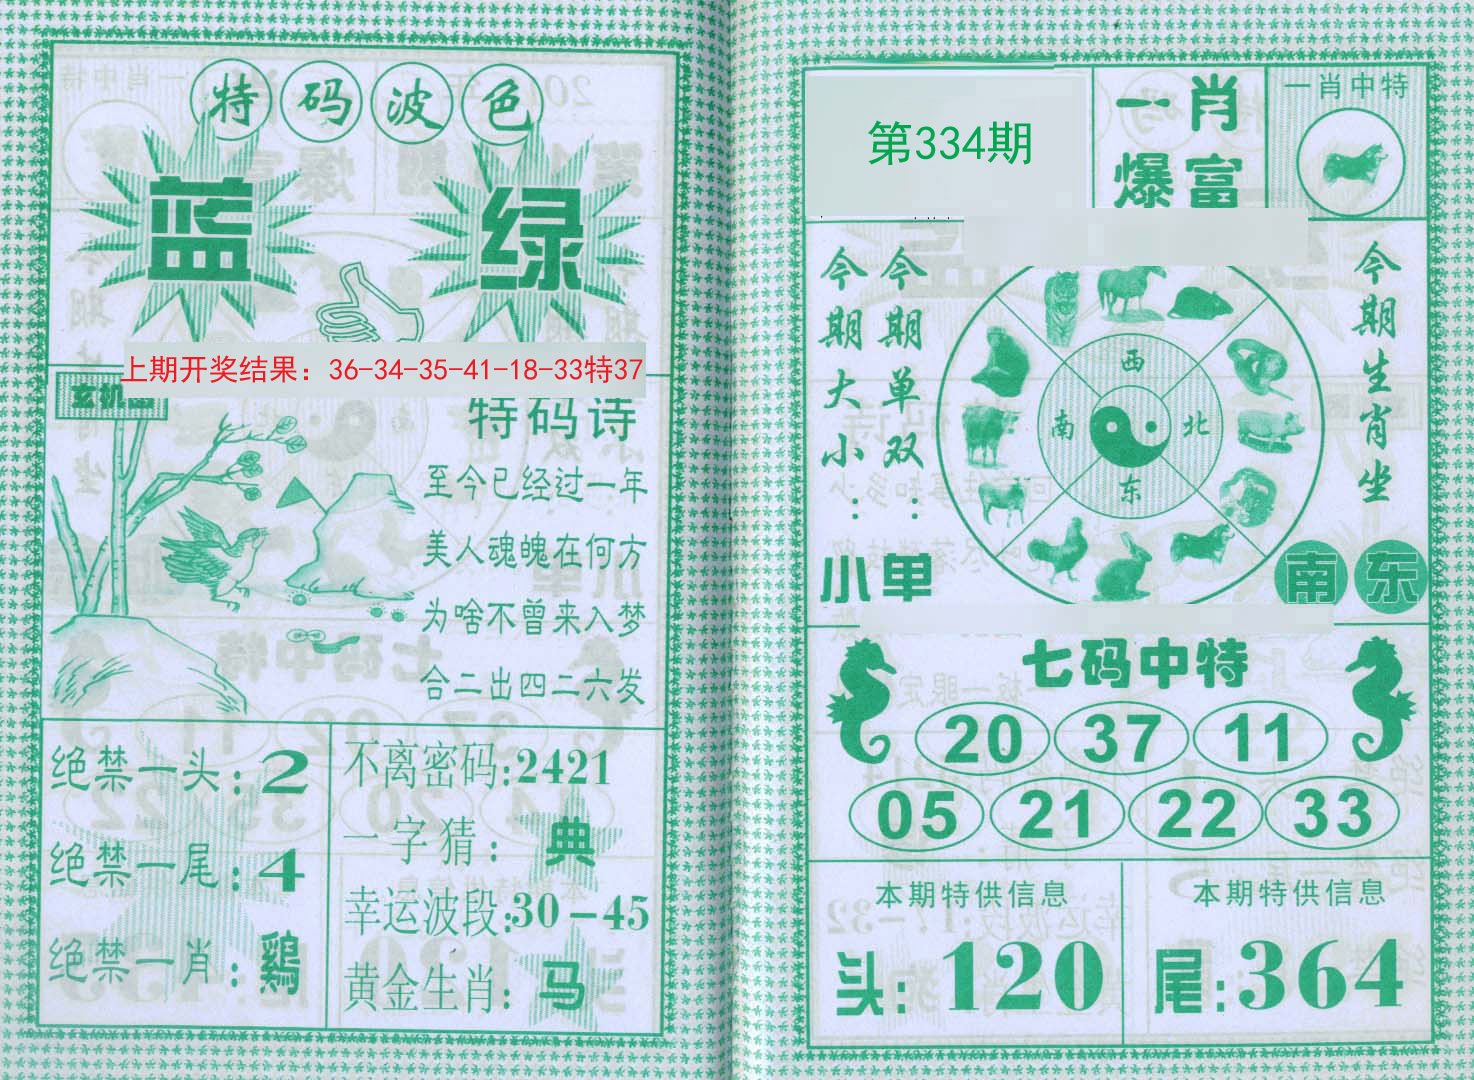 特码波色
蓝 绿
上期开奖结果：36-34-35-41-18-33特37
玄机
特码诗
至今已经过一年
美人魂魄在何方
为啥不曾来入梦
合二出四二六发
绝禁一头:2
绝禁一尾:4
绝禁一肖:鷄
不离密码:2421
一字猜:典
幸运波段:30-45
黄金生肖:马
第334期
一肖
爆富
一肖中特
今期大小:小
今期单双:单
西
南 北
东
今期生肖坐
南 东
七码中特
20 37 11
05 21 22 33
本期特供信息
头:120
本期特供信息
尾:364